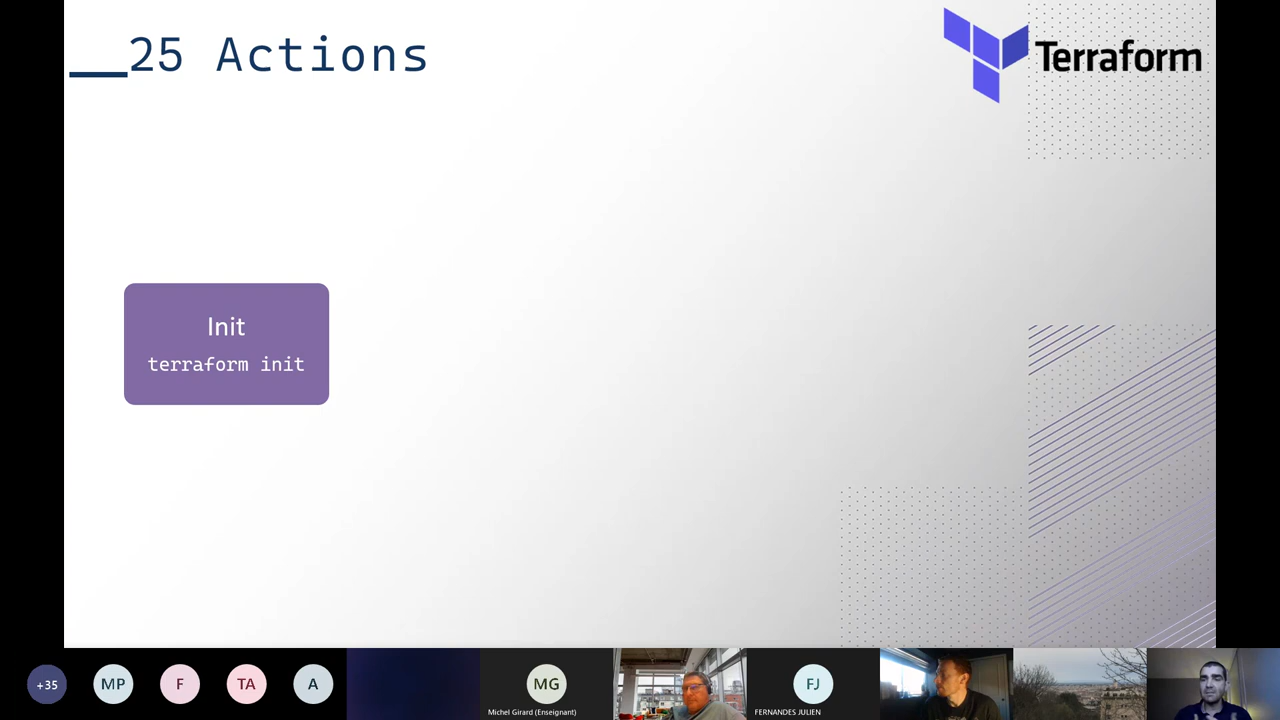 __25 Actions
Terraform
Init
terraform init
+35
MP
F
TA
A
MG
Michel Girard (Enseignant)
FJ
FERNANDES JULIEN